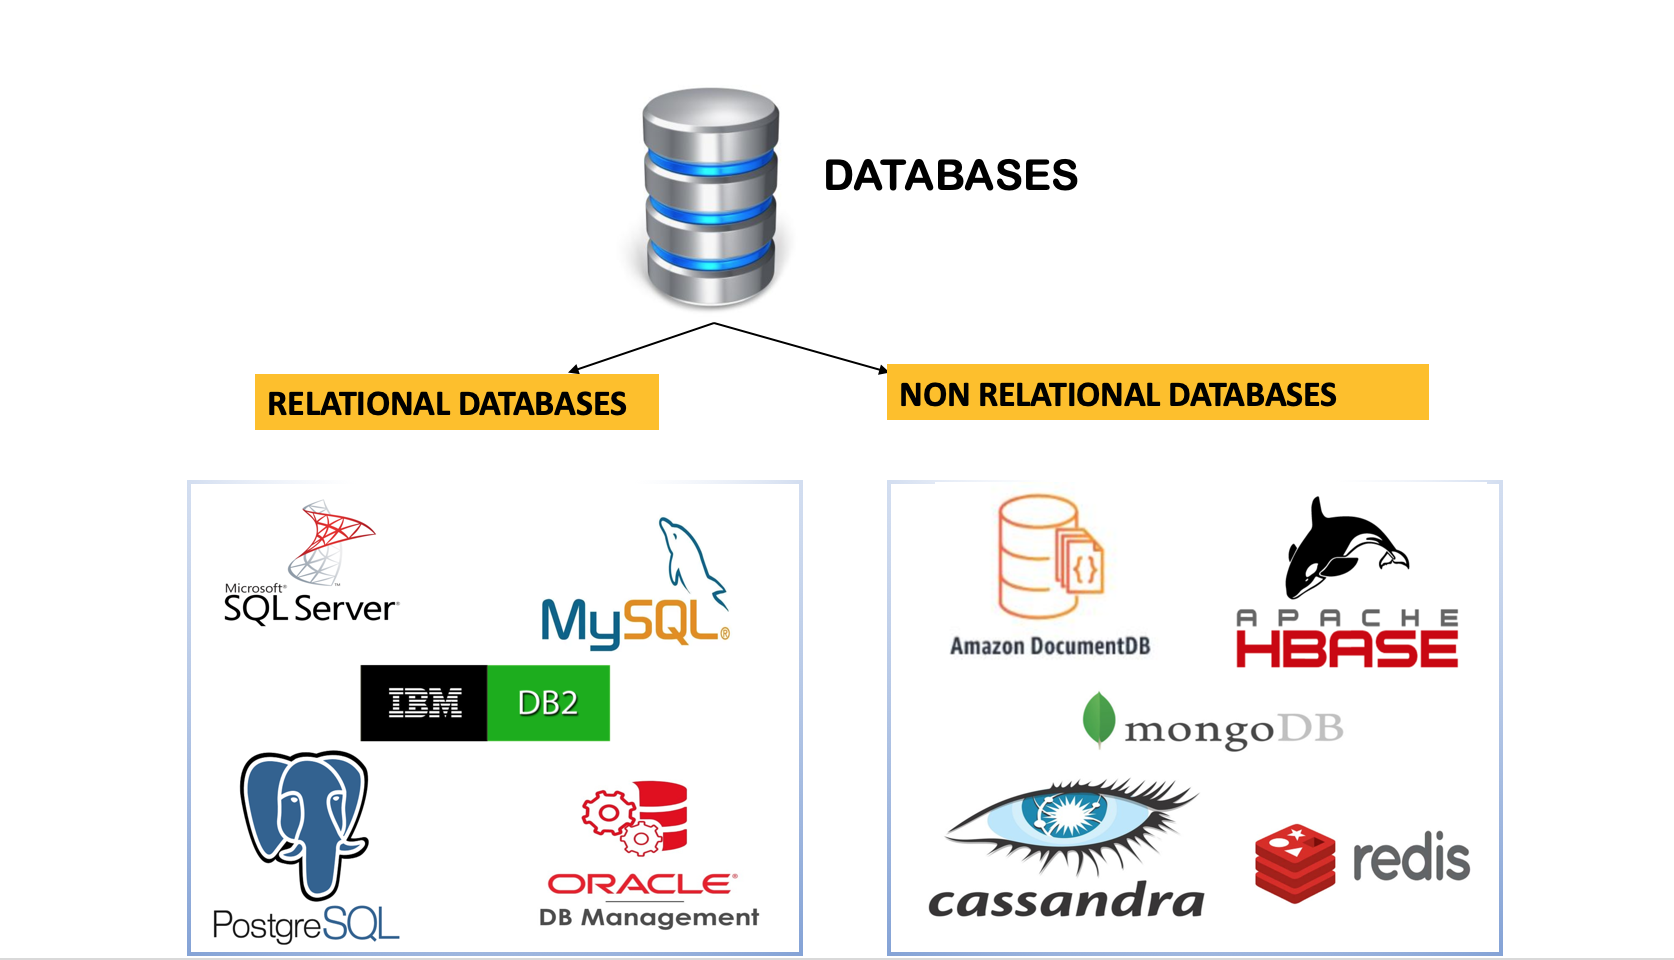 DATABASES
RELATIONAL DATABASES
NON RELATIONAL DATABASES
Microsoft®
SQL Server®
MySQL®
IBM DB2
PostgreSQL
ORACLE®
DB Management
Amazon DocumentDB
APACHE
HBASE
mongoDB
cassandra
redis